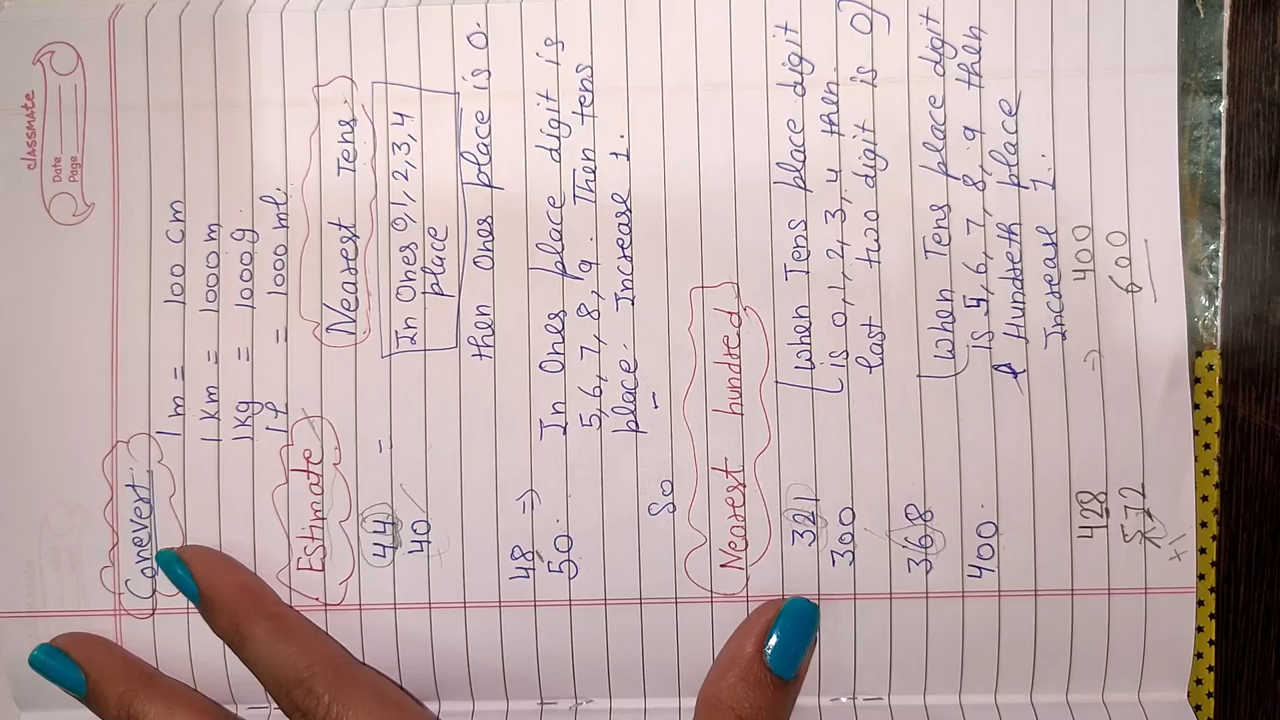 classmate
Date
Page
Conevert
1 m = 100 cm
1 km = 1000 m
1 kg = 1000 g
1 l = 1000 ml.
Estimate
Nearest Tens
44 =
40
In Ones 0,1,2,3,4
place
then Ones place is 0.
48 =>
50.
In Ones place digit is
5,6,7,8,9. Then tens
place. Increase 1.
So
Nearest hundred
321
300
(When Tens place digit
is 0,1,2,3,4 then
last two digit is 0)
368
400.
(When Tens place digit
is 5,6,7,8,9 then
Hundreth place
Increase 1.
428 => 400
572 600
+1